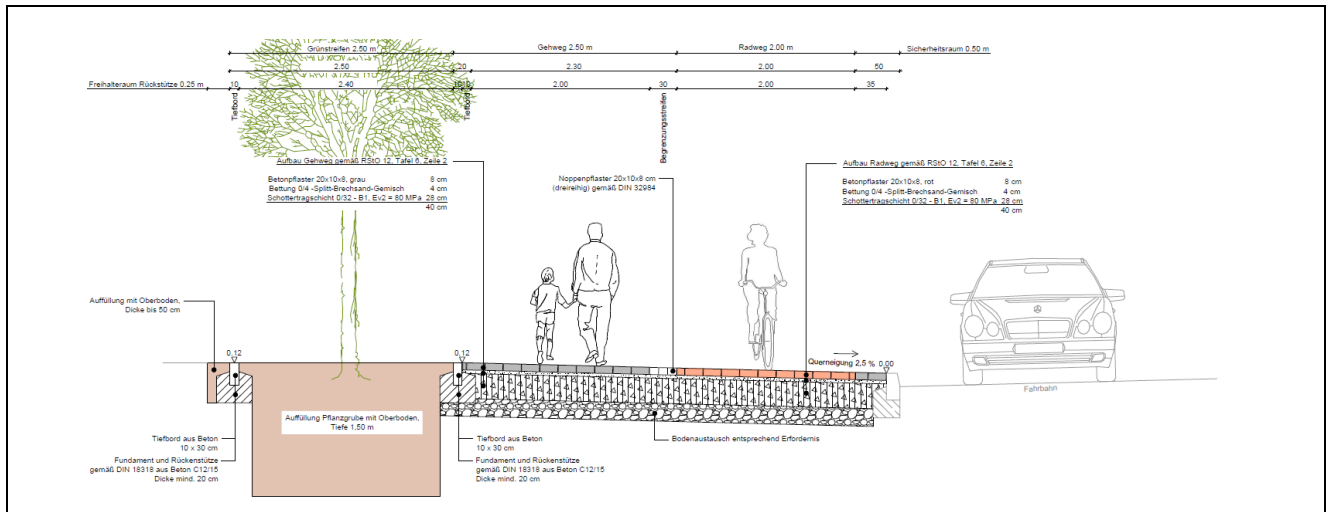 Grünstreifen 2.50 m
Gehweg 2.50 m
Radweg 2.00 m
Sicherheitsraum 0.50 m
2.50
20
2.30
2.00
50
Freihalteraum Rückstütze 0.25 m
10
2.40
10
2.00
30
2.00
35
Tiefbord
Tiefbord
Begrenzungsstreifen
Aufbau Gehweg gemäß RStO 12, Tafel 6, Zeile 2
Betonpflaster 20x10x8, grau 8 cm
Bettung 0/4 -Splitt-Brechsand-Gemisch 4 cm
Schottertragschicht 0/32 - B1, Ev2 = 80 MPa 28 cm
40 cm
Noppenpflaster 20x10x8 cm
(dreireihig) gemäß DIN 32984
Aufbau Radweg gemäß RStO 12, Tafel 6, Zeile 2
Betonpflaster 20x10x8, rot 8 cm
Bettung 0/4 -Splitt-Brechsand-Gemisch 4 cm
Schottertragschicht 0/32 - B1, Ev2 = 80 MPa 28 cm
40 cm
Auffüllung mit Oberboden,
Dicke bis 50 cm
0,12
0,12
Querneigung 2,5 %
0,00
Fahrbahn
Auffüllung Pflanzgrube mit Oberboden,
Tiefe 1.50 m
Tiefbord aus Beton
10 x 30 cm
Fundament und Rückenstütze
gemäß DIN 18318 aus Beton C12/15
Dicke mind. 20 cm
Tiefbord aus Beton
10 x 30 cm
Fundament und Rückenstütze
gemäß DIN 18318 aus Beton C12/15
Dicke mind. 20 cm
Bodenaustausch entsprechend Erfordernis